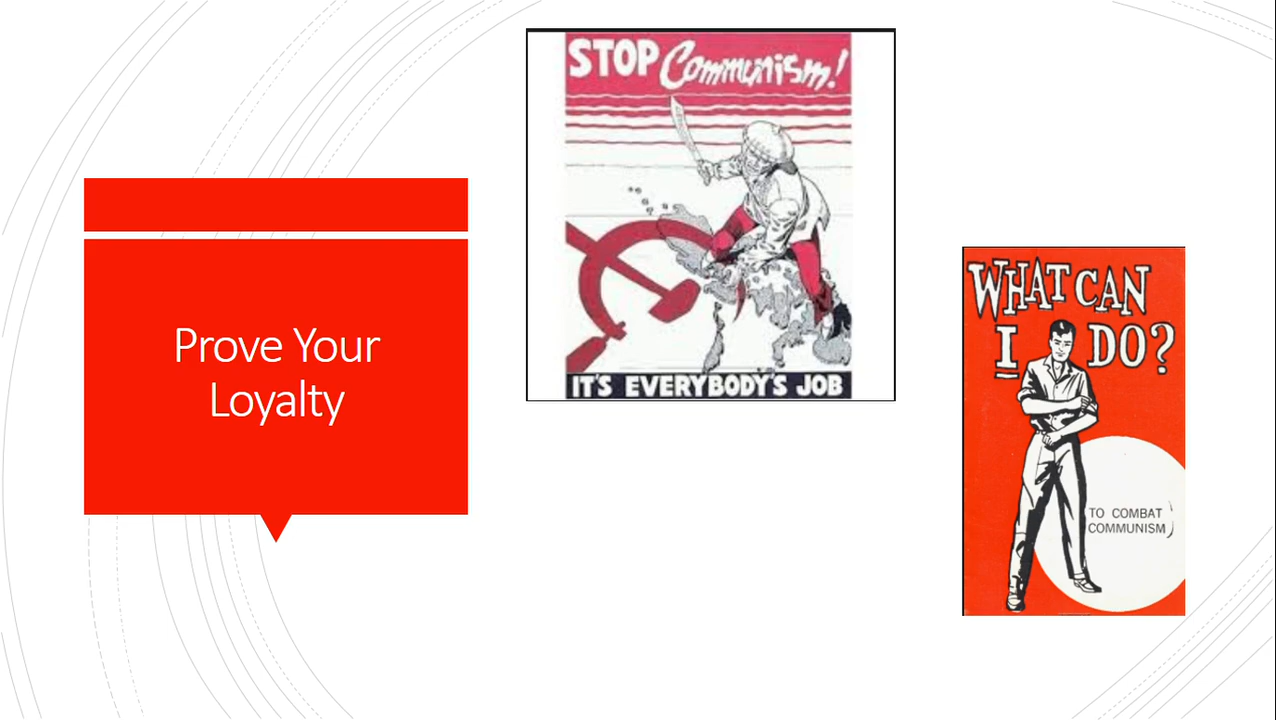 Prove Your
Loyalty
STOP Communism!
IT'S EVERYBODY'S JOB
WHAT CAN
I DO?
TO COMBAT
COMMUNISM)